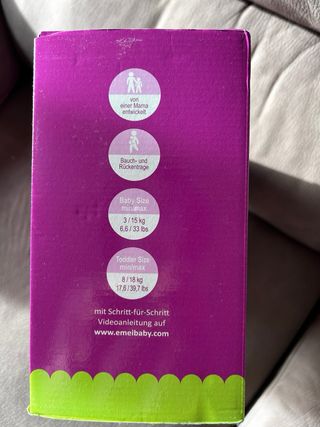 von
einer Mama
entwickelt
Bauch- und
Rückentrage
Baby Size
min/max
3 / 15 kg
6,6 / 33 lbs
Toddler Size
min/max
8 / 18 kg
17,6 / 39,7 lbs
mit Schritt-für-Schritt
Videoanleitung auf
www.emeibaby.com